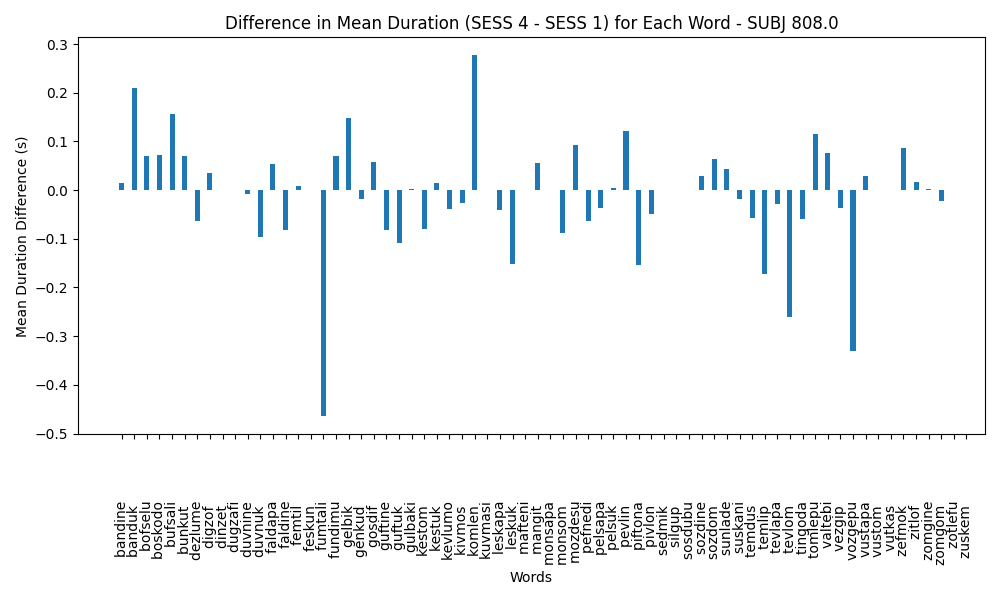 Difference in Mean Duration (SESS 4 - SESS 1) for Each Word - SUBJ 808.0
Mean Duration Difference (s)
0.3
0.2
0.1
0.0
−0.1
−0.2
−0.3
−0.4
−0.5
bandine
banduk
bofselu
boskodo
bufsali
bunkut
dezlume
digzof
dinzet
dugzafi
duvnine
duvnuk
faldapa
faldine
femtil
feskun
fumtali
fundimu
gelbik
genkud
gosdif
guftine
guftuk
gulbaki
kestom
kestuk
kevlumo
kivmos
komlen
kuvmasi
leskapa
leskuk
mafteni
mangit
monsapa
monsom
mozdesu
pefnedi
pelsapa
pelsuk
pevlin
piftona
pivlon
sedmik
silgup
sosdubu
sozdine
sozdom
sunlade
suskani
temdus
temlip
tevlapa
tevlom
tingoda
tomlepu
valtebi
vezgip
vozgepu
vustapa
vustom
vutkas
zefmok
zitlof
zomgine
zomgom
zotlefu
zuskem
Words